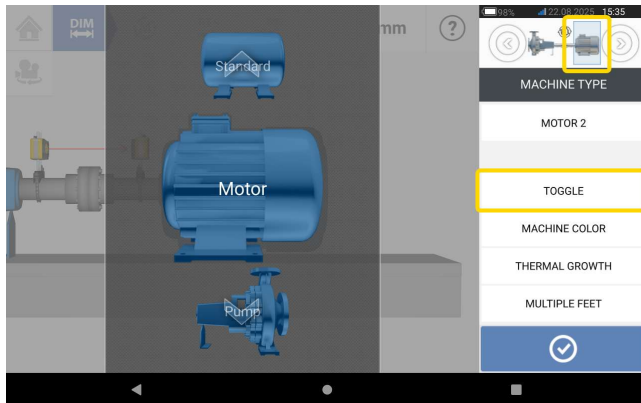 98% 22.08.2025 15:35
DIM
mm
?
Standard
Motor
Pump
MACHINE TYPE
MOTOR 2
TOGGLE
MACHINE COLOR
THERMAL GROWTH
MULTIPLE FEET